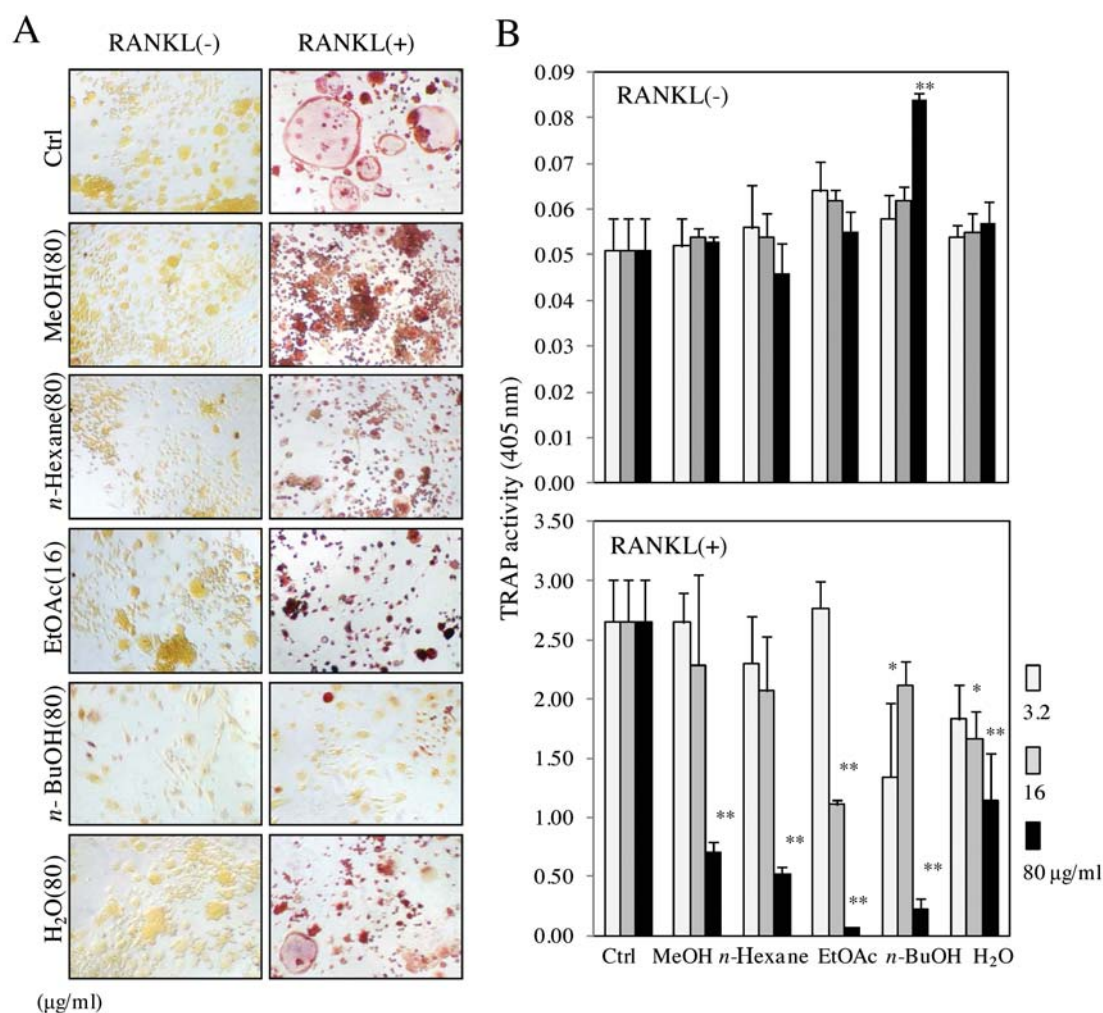 A
RANKL(-) RANKL(+)
Ctrl
MeOH(80)
n-Hexane(80)
EtOAc(16)
n- BuOH(80)
H₂O(80)
(μg/ml)
B
TRAP activity (405 nm)
RANKL(-)
0.09
0.08
0.07
0.06
0.05
0.04
0.03
0.02
0.01
0.00
**
RANKL(+)
3.50
3.00
2.50
2.00
1.50
1.00
0.50
0.00
**
**
**
**
*
**
*
**
Ctrl MeOH n-Hexane EtOAc n-BuOH H₂O
3.2
16
80 μg/ml